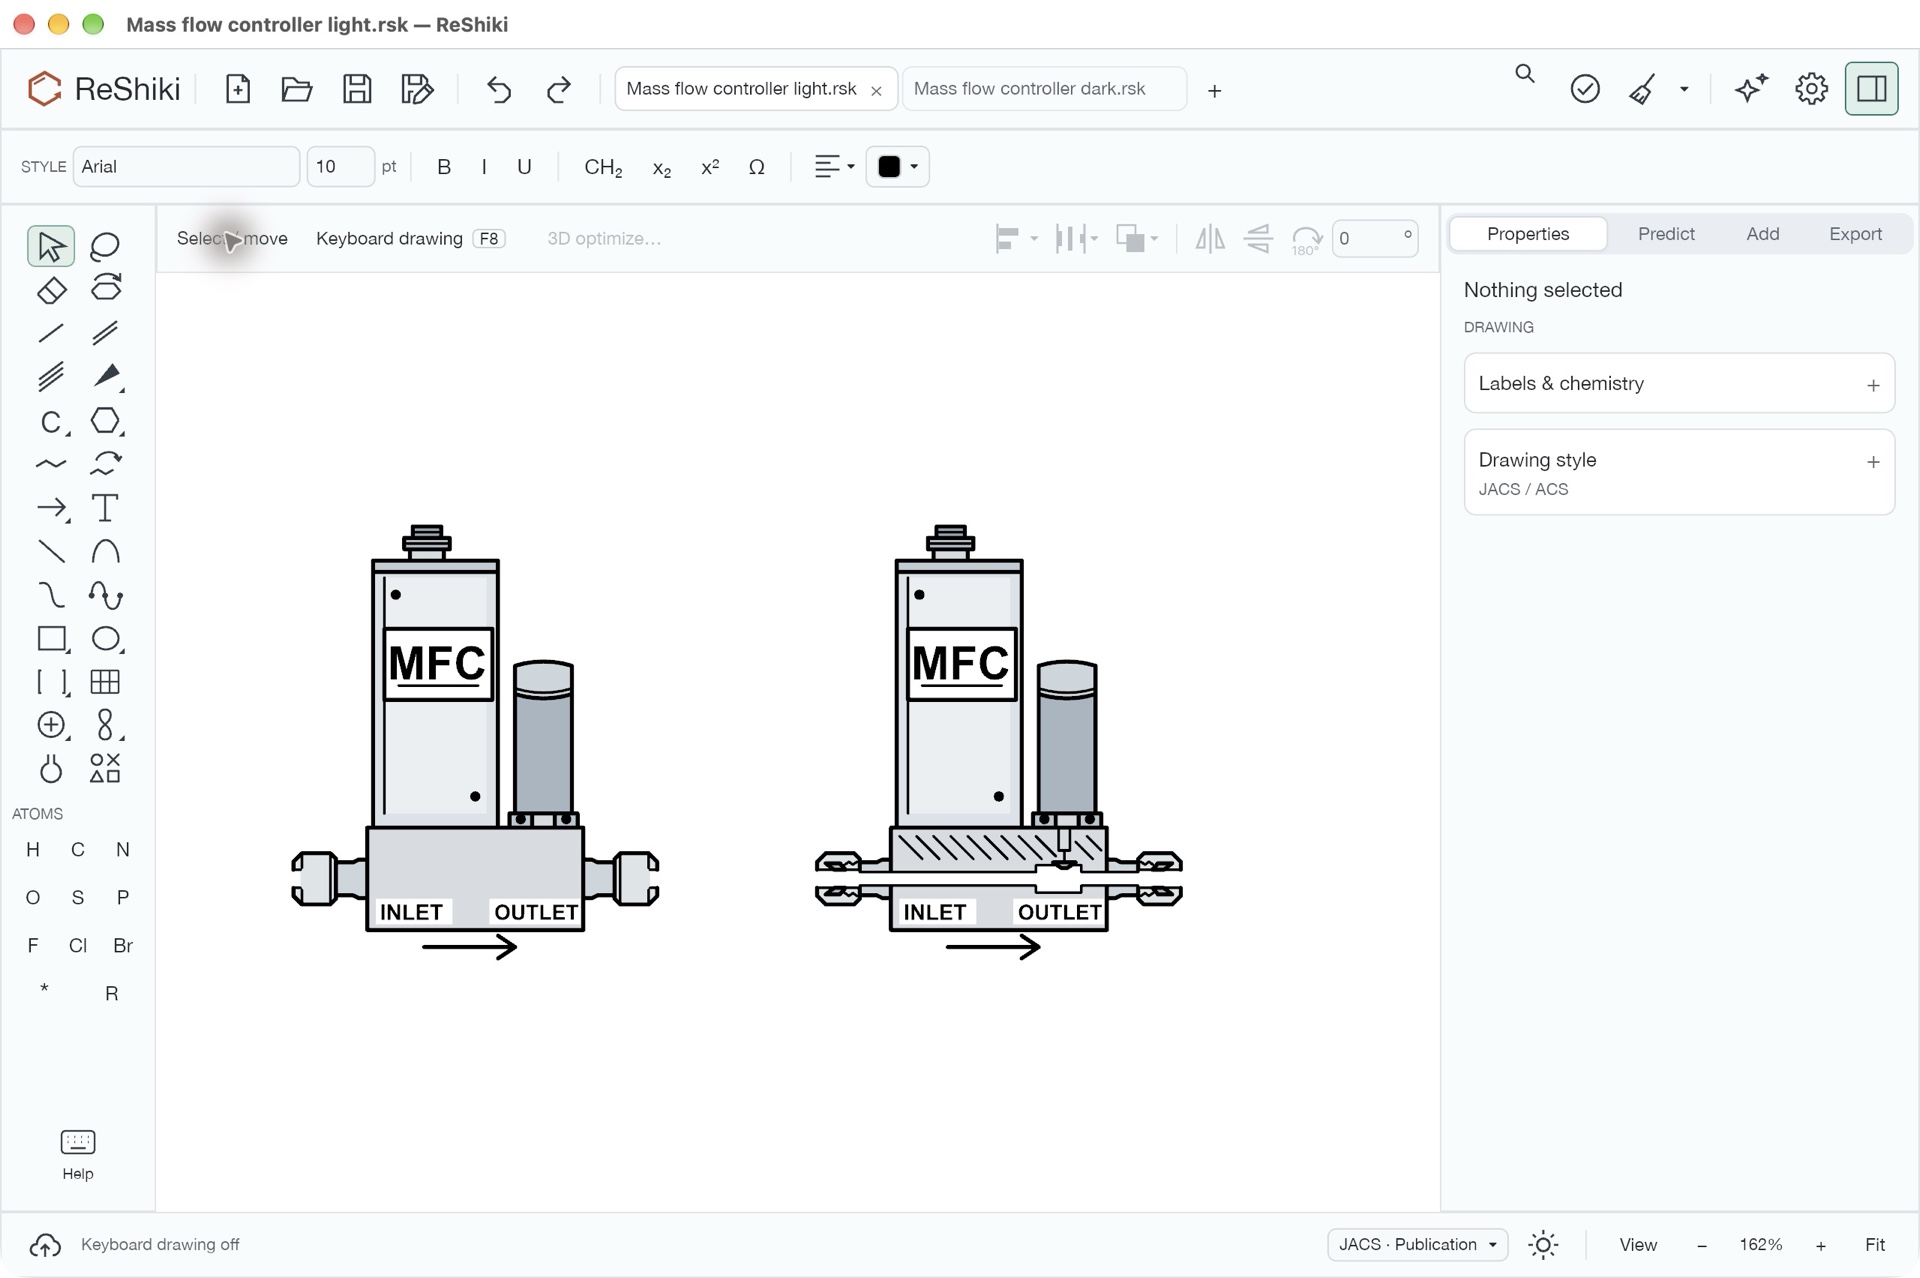 Mass flow controller light.rsk — ReShiki
ReShiki
Mass flow controller light.rsk ×
Mass flow controller dark.rsk
+
STYLE Arial 10 pt B I U CH₂ x₂ x² Ω
Select / move Keyboard drawing F8 3D optimize... 180° 0 °
Properties Predict Add Export
Nothing selected
DRAWING
Labels & chemistry +
Drawing style +
JACS / ACS
C
T
ATOMS
H C N
O S P
F Cl Br
* R
Help
MFC
INLET OUTLET
MFC
INLET OUTLET
Keyboard drawing off
JACS · Publication
View − 162% + Fit